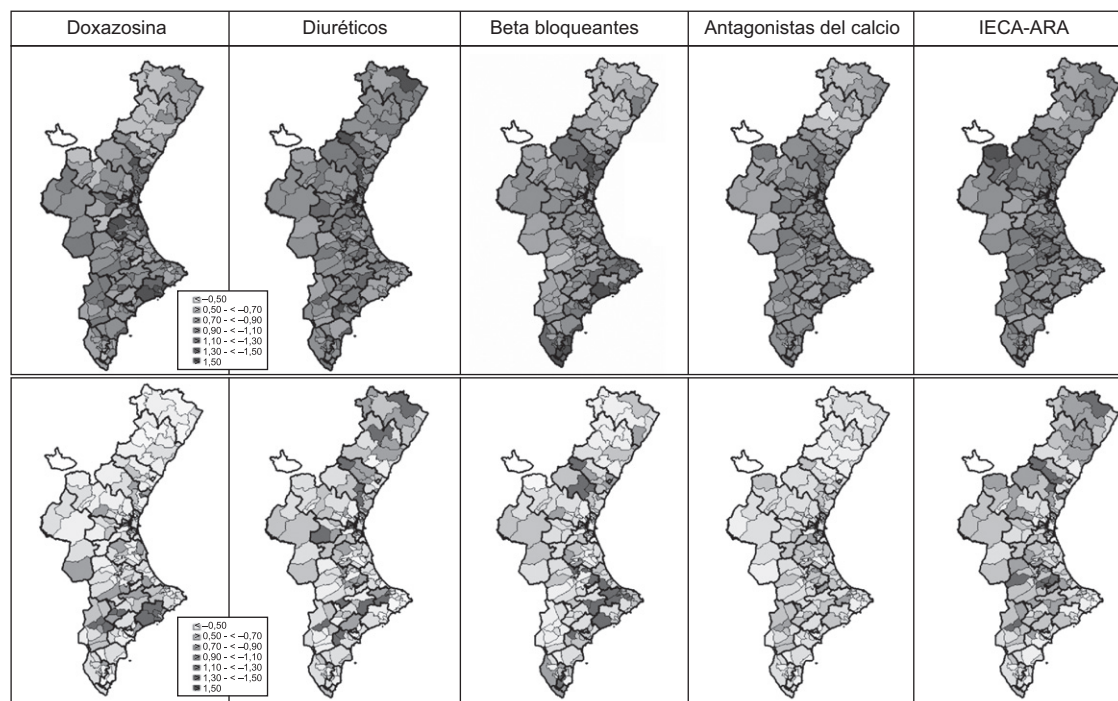 Doxazosina
Diuréticos
Beta bloqueantes
Antagonistas del calcio
IECA-ARA
–0,50
0,50 - < –0,70
0,70 - < –0,90
0,90 - < –1,10
1,10 - < –1,30
1,30 - < –1,50
1,50
–0,50
0,50 - < –0,70
0,70 - < –0,90
0,90 - < –1,10
1,10 - < –1,30
1,30 - < –1,50
1,50